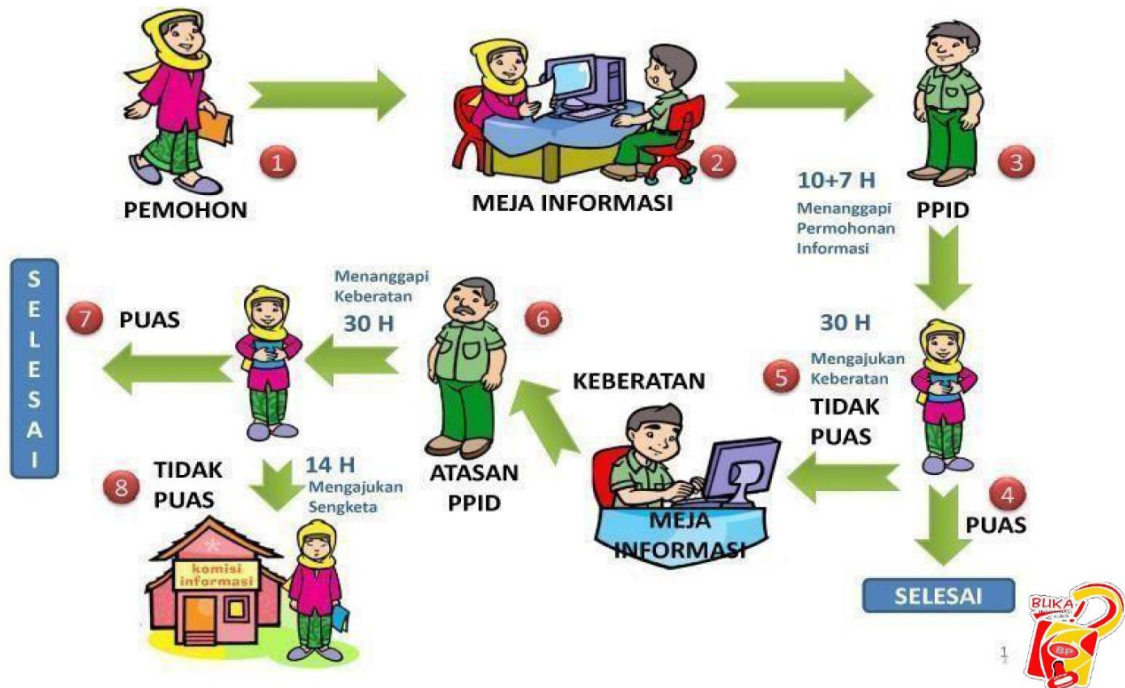 1
PEMOHON
2
MEJA INFORMASI
3
PPID
10+7 H
Menanggapi
Permohonan
Informasi
30 H
Mengajukan
Keberatan
4
PUAS
SELESAI
5
TIDAK
PUAS
KEBERATAN
MEJA
INFORMASI
6
ATASAN
PPID
Menanggapi
Keberatan
30 H
7
PUAS
S
E
L
E
S
A
I
8
TIDAK
PUAS
14 H
Mengajukan
Sengketa
komisi
informasi
BUKA
BP
1